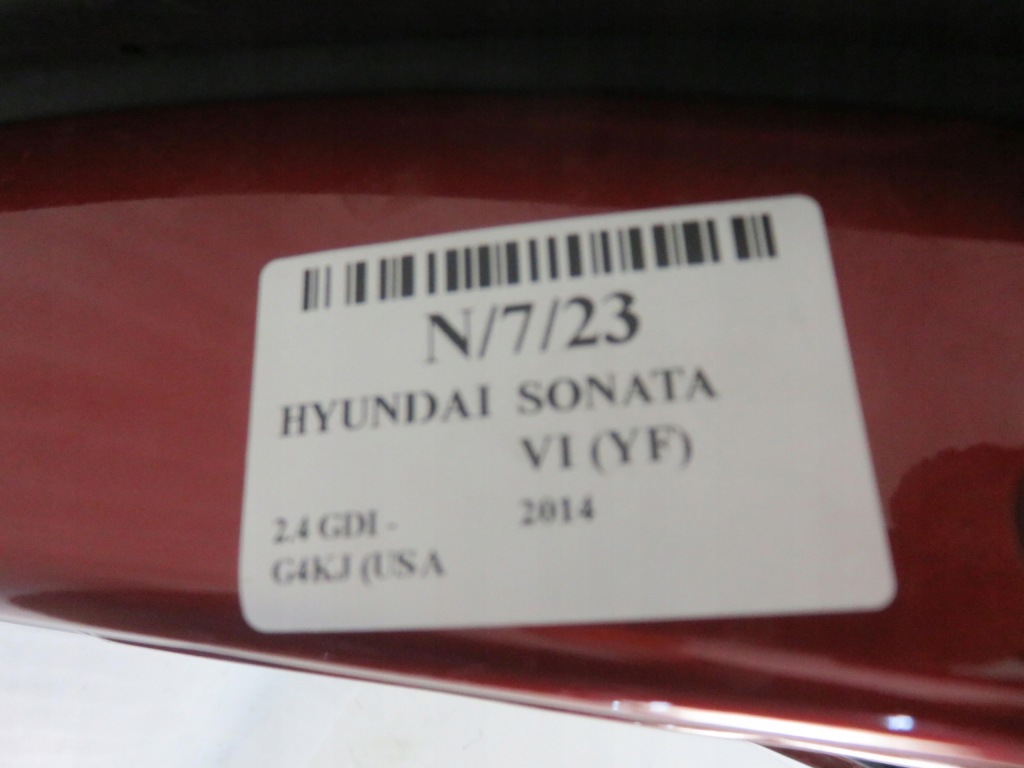 N/7/23
HYUNDAI SONATA
VI (YF)
2.4 GDI - 2014
G4KJ (USA